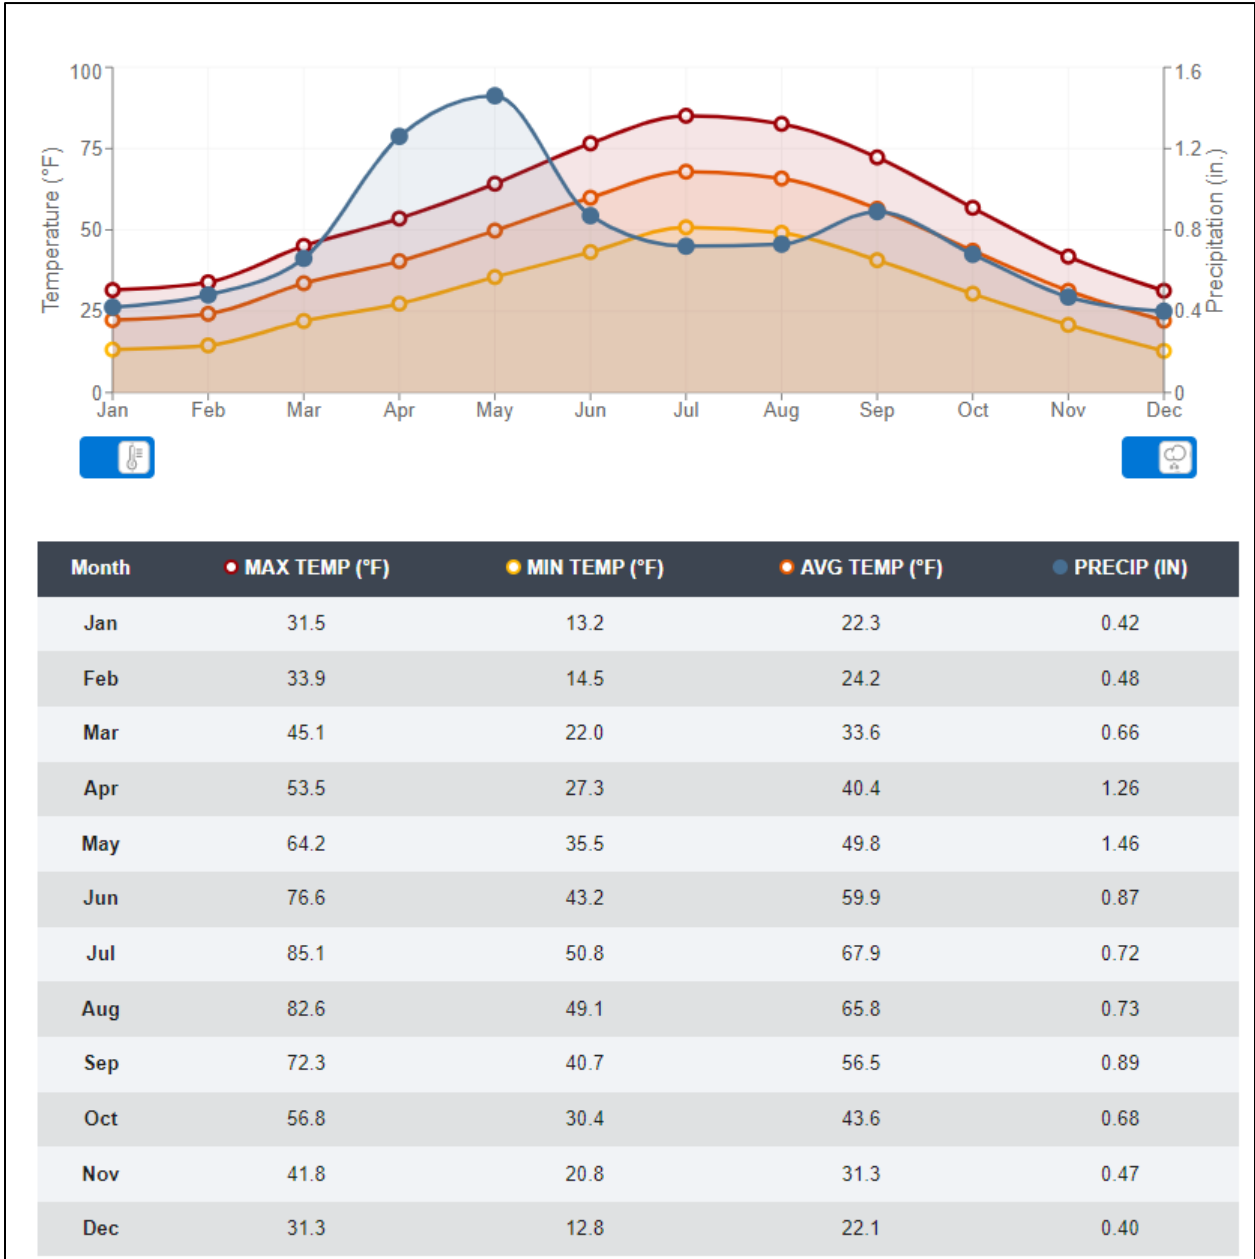 100
1.6
75
1.2
50
0.8
25
0.4
0
0
Temperature (°F)
Precipitation (in.)
Jan Feb Mar Apr May Jun Jul Aug Sep Oct Nov Dec
Month MAX TEMP (°F) MIN TEMP (°F) AVG TEMP (°F) PRECIP (IN)
Jan 31.5 13.2 22.3 0.42
Feb 33.9 14.5 24.2 0.48
Mar 45.1 22.0 33.6 0.66
Apr 53.5 27.3 40.4 1.26
May 64.2 35.5 49.8 1.46
Jun 76.6 43.2 59.9 0.87
Jul 85.1 50.8 67.9 0.72
Aug 82.6 49.1 65.8 0.73
Sep 72.3 40.7 56.5 0.89
Oct 56.8 30.4 43.6 0.68
Nov 41.8 20.8 31.3 0.47
Dec 31.3 12.8 22.1 0.40